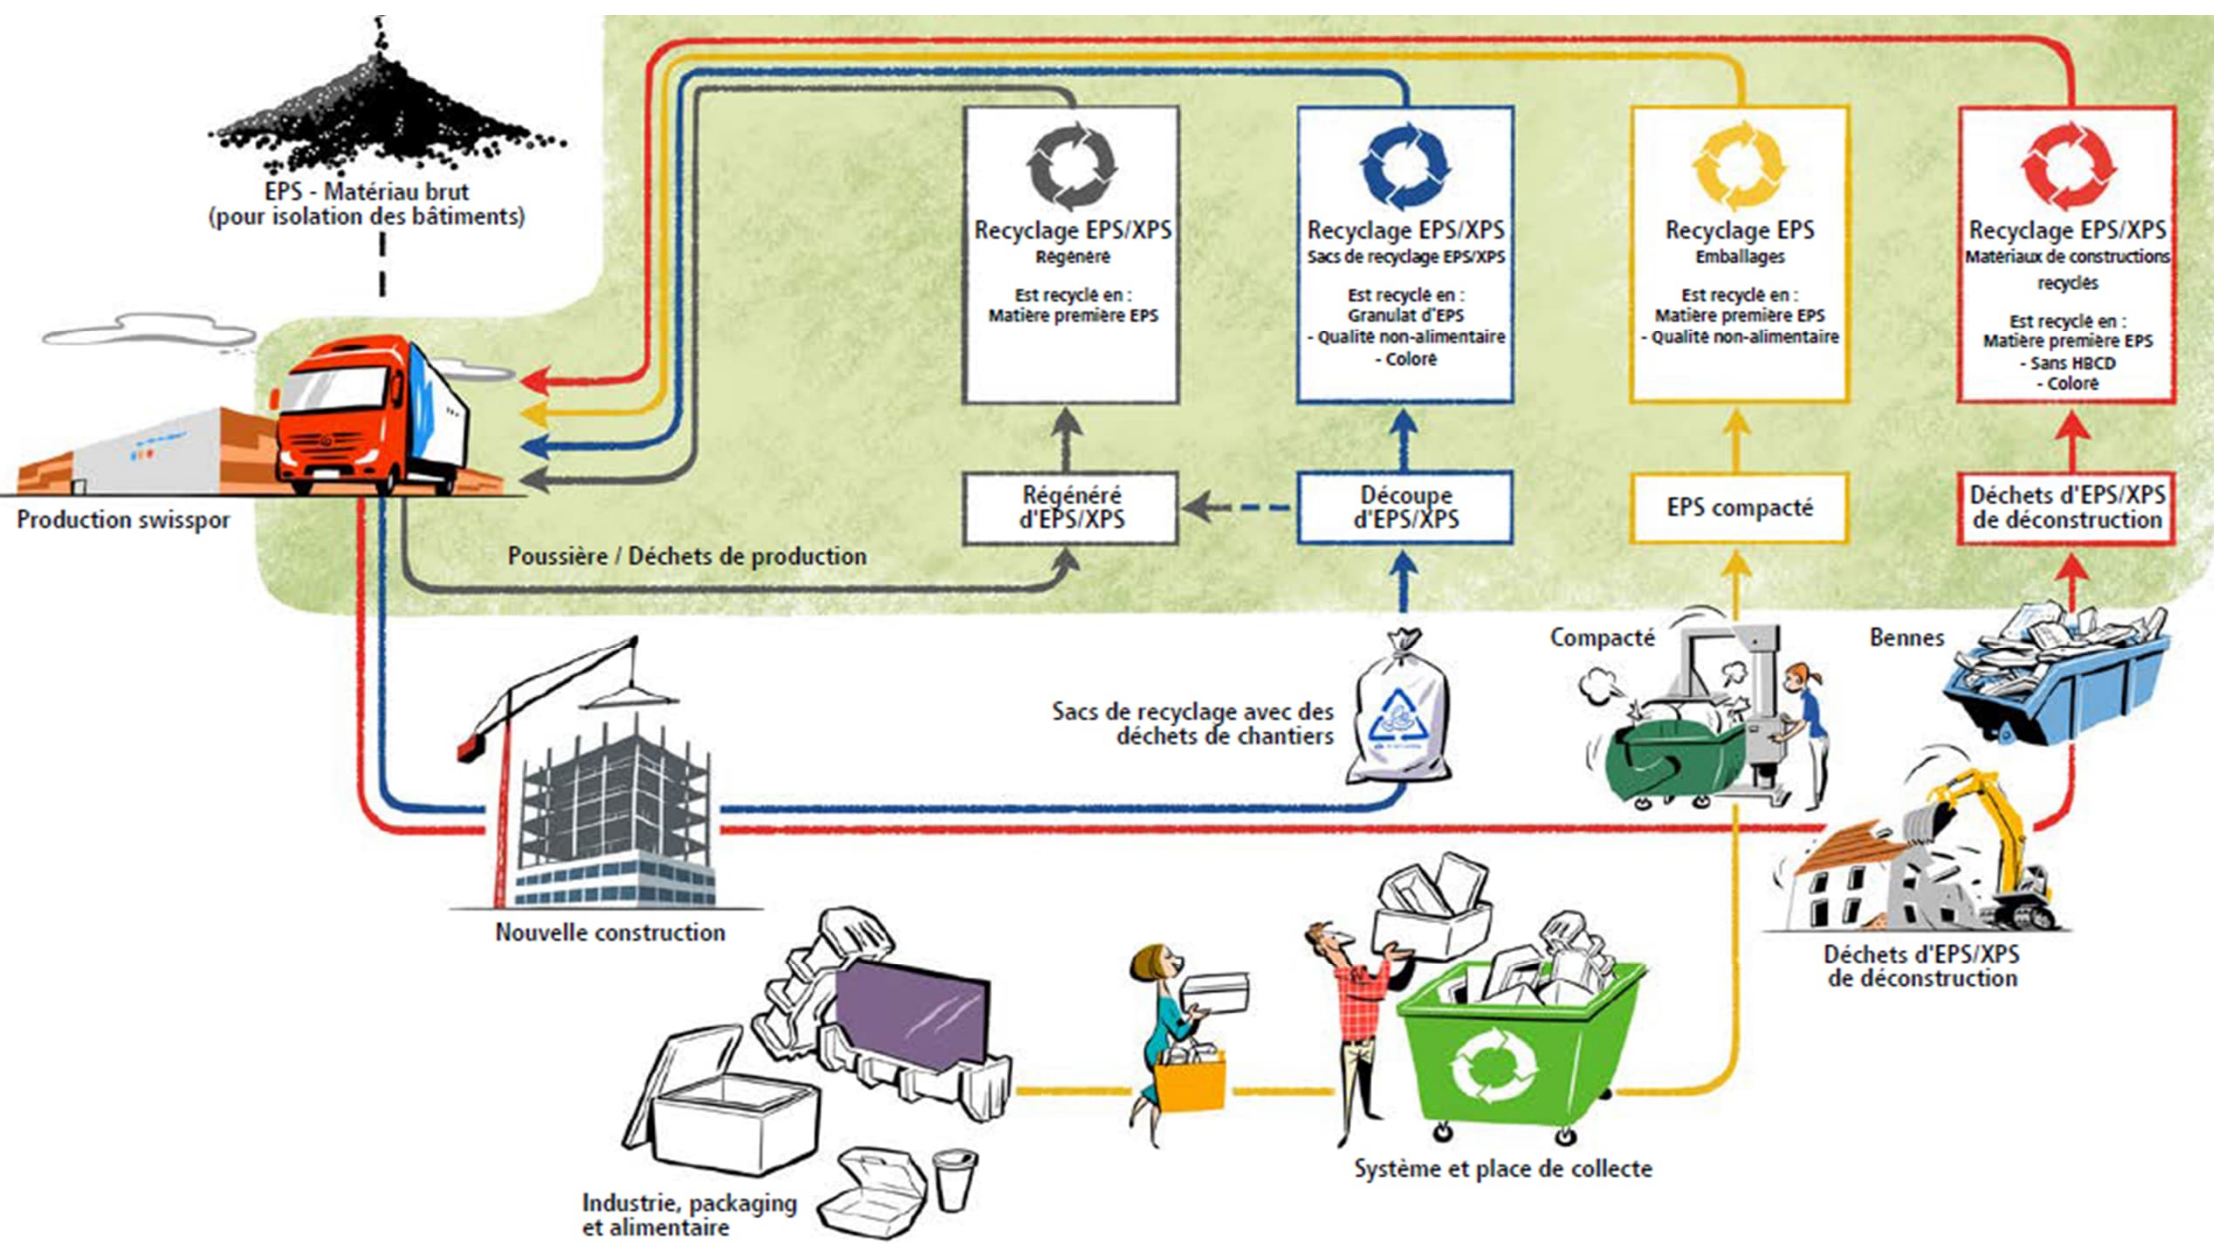 EPS - Matériau brut
(pour isolation des bâtiments)
Recyclage EPS/XPS
Régénéré
Est recyclé en :
Matière première EPS
Recyclage EPS/XPS
Sacs de recyclage EPS/XPS
Est recyclé en :
Granulat d'EPS
- Qualité non-alimentaire
- Coloré
Recyclage EPS
Emballages
Est recyclé en :
Matière première EPS
- Qualité non-alimentaire
Recyclage EPS/XPS
Matériaux de constructions
recyclés
Est recyclé en :
Matière première EPS
- Sans HBCD
- Coloré
Production swisspor
Régénéré
d'EPS/XPS
Découpe
d'EPS/XPS
EPS compacté
Déchets d'EPS/XPS
de déconstruction
Poussière / Déchets de production
Compacté
Bennes
Sacs de recyclage avec des
déchets de chantiers
Nouvelle construction
Déchets d'EPS/XPS
de déconstruction
Système et place de collecte
Industrie, packaging
et alimentaire